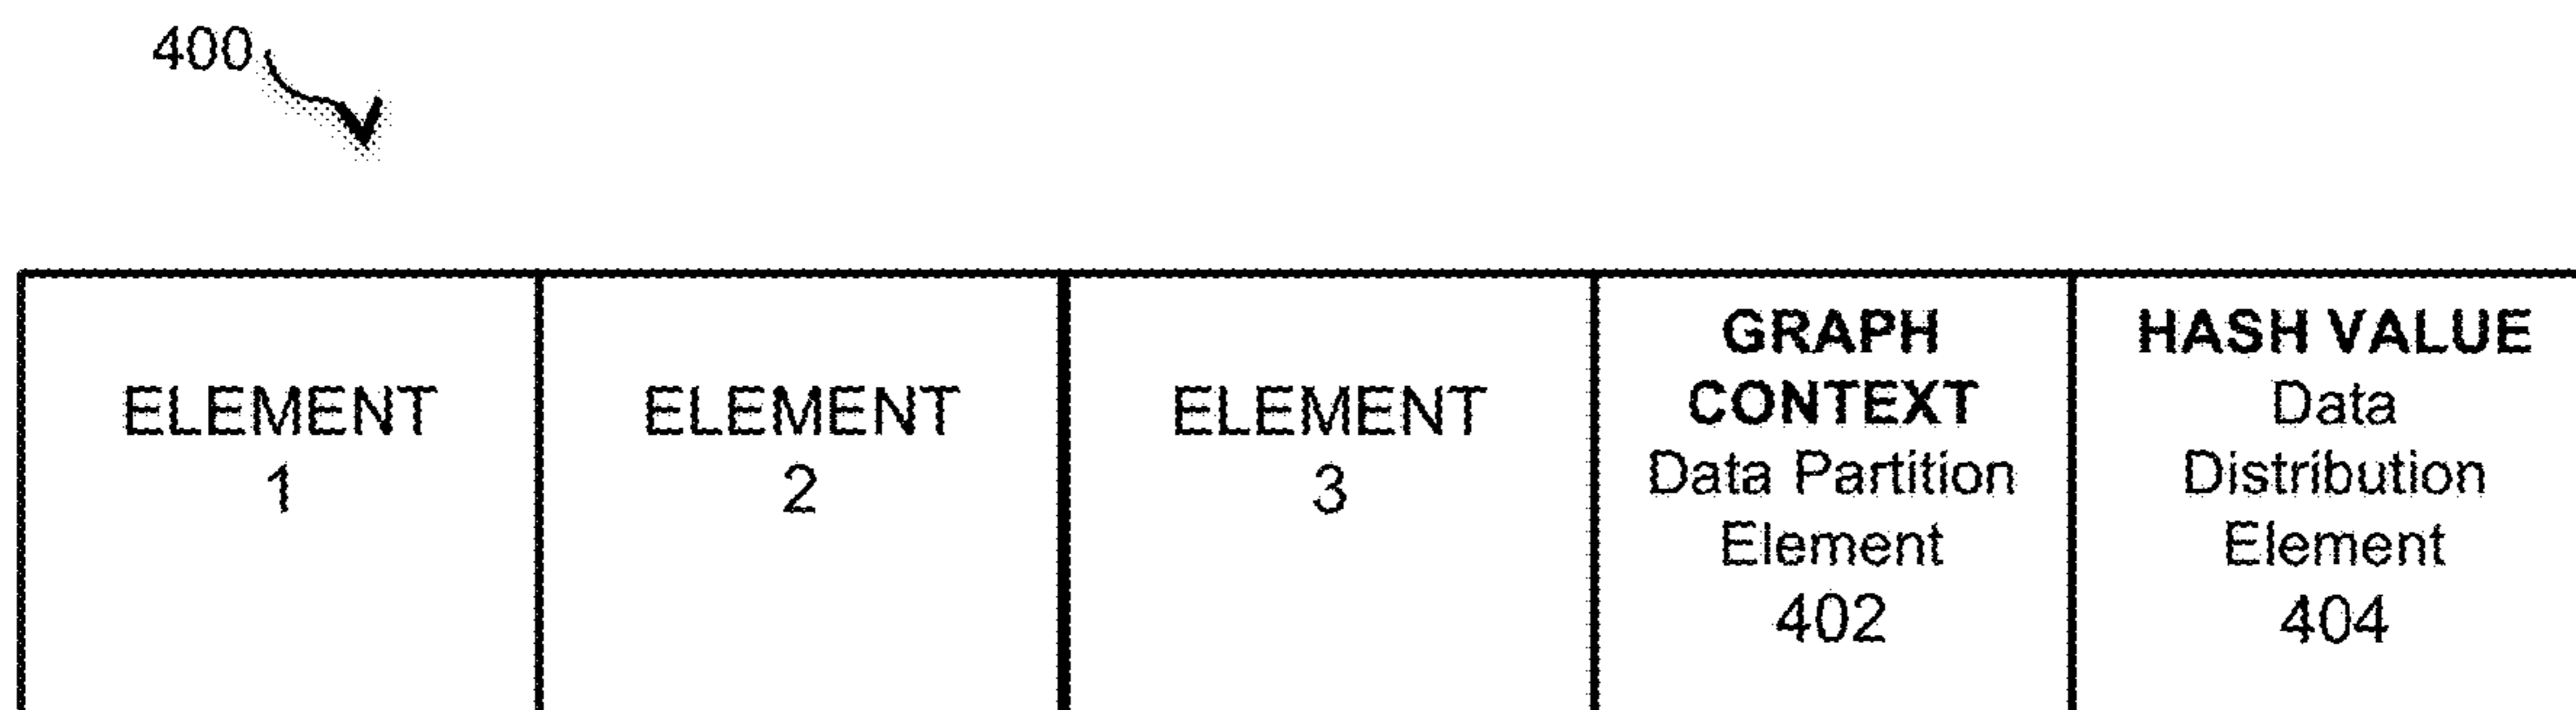 400
ELEMENT
1
ELEMENT
2
ELEMENT
3
GRAPH
CONTEXT
Data Partition
Element
402
HASH VALUE
Data
Distribution
Element
404